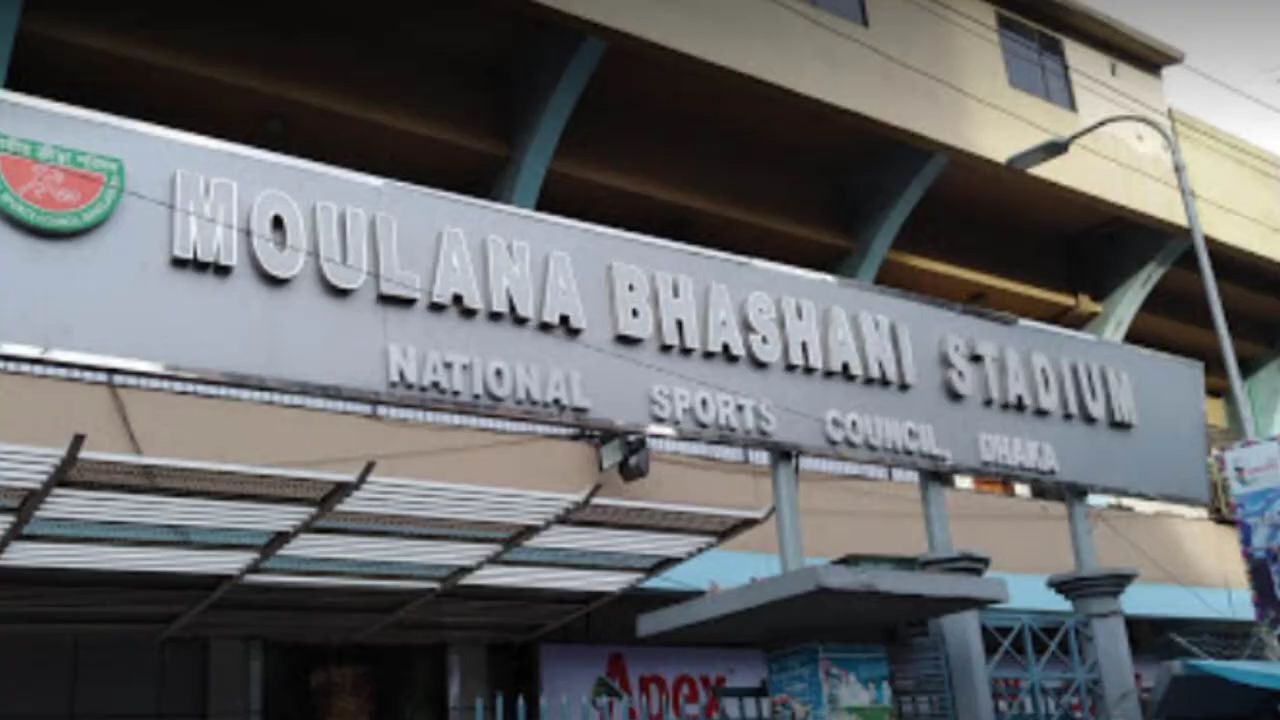 MOULANA BHASHANI STADIUM
NATIONAL SPORTS COUNCIL, DHAKA
Apex